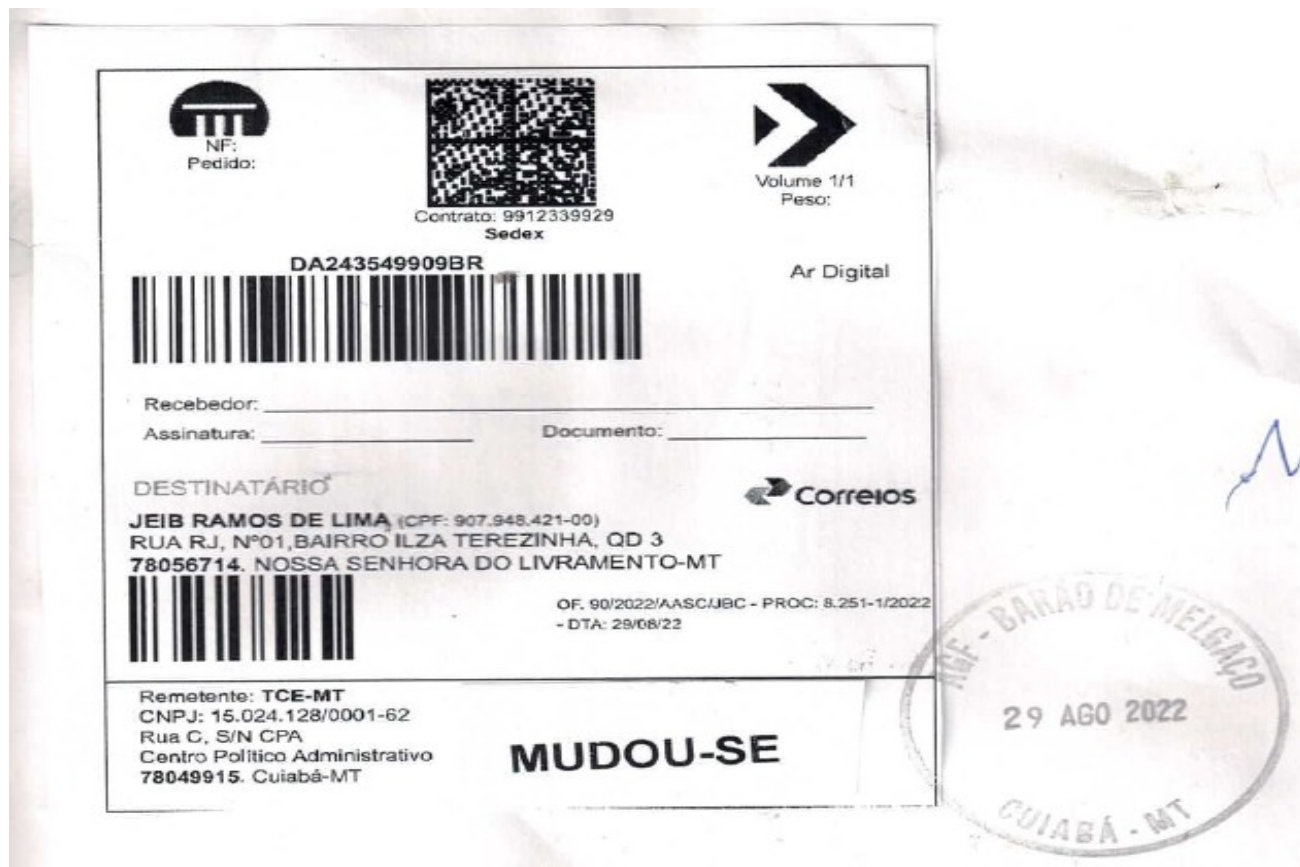 NF:
Pedido:
Contrato: 9912339929
Sedex
Volume 1/1
Peso:
DA243549909BR
Ar Digital
Recebedor:
Assinatura: Documento:
DESTINATÁRIO
Correios
JEIB RAMOS DE LIMA (CPF: 907.948.421-00)
RUA RJ, Nº01,BAIRRO ILZA TEREZINHA, QD 3
78056714. NOSSA SENHORA DO LIVRAMENTO-MT
OF. 90/2022/AASC/JBC - PROC: 8.251-1/2022
- DTA: 29/08/22
Remetente: TCE-MT
CNPJ: 15.024.128/0001-62
Rua C, S/N CPA
Centro Político Administrativo
78049915. Cuiabá-MT
MUDOU-SE
AGF - BARÃO DE MELGAÇO
29 AGO 2022
CUIABÁ - MT